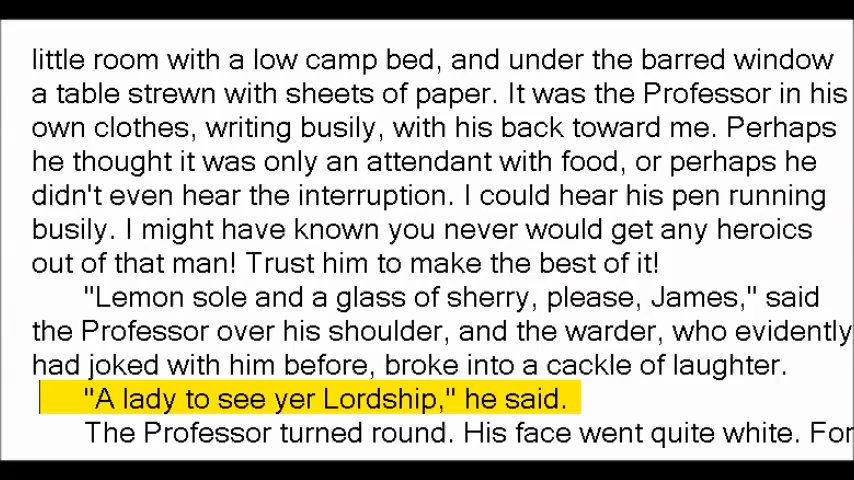 little room with a low camp bed, and under the barred window
a table strewn with sheets of paper. It was the Professor in his
own clothes, writing busily, with his back toward me. Perhaps
he thought it was only an attendant with food, or perhaps he
didn't even hear the interruption. I could hear his pen running
busily. I might have known you never would get any heroics
out of that man! Trust him to make the best of it!
"Lemon sole and a glass of sherry, please, James," said
the Professor over his shoulder, and the warder, who evidently
had joked with him before, broke into a cackle of laughter.
"A lady to see yer Lordship," he said.
The Professor turned round. His face went quite white. For